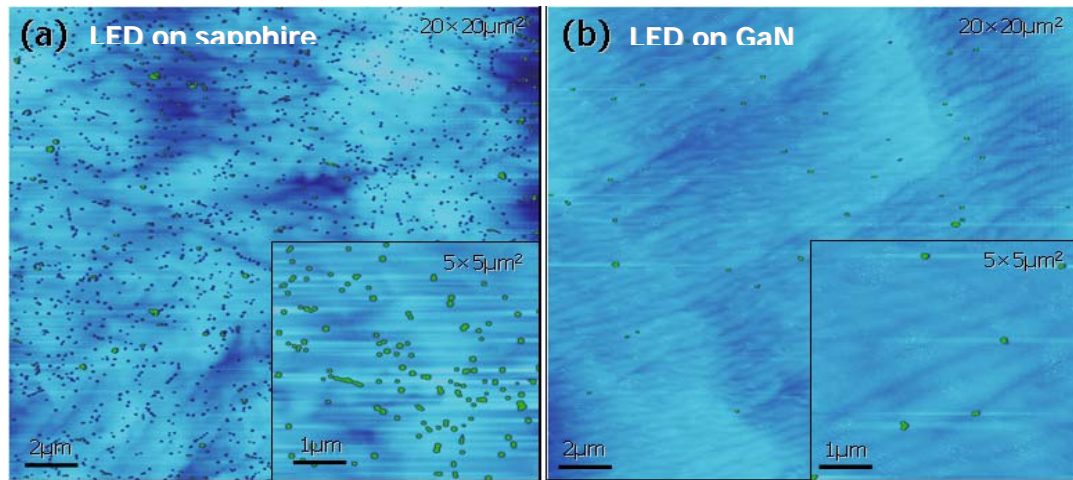 (a) LED on sapphire 20×20µm²
5×5µm²
2µm 1µm
(b) LED on GaN 20×20µm²
5×5µm²
2µm 1µm